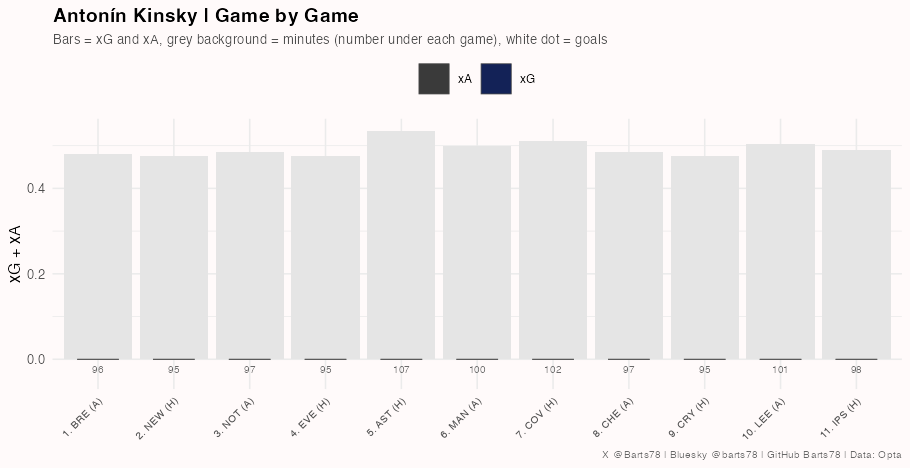 Antonín Kinsky | Game by Game
Bars = xG and xA, grey background = minutes (number under each game), white dot = goals
xA xG
xG + xA
0.4
0.2
0.0
96 95 97 95 107 100 102 97 95 101 98
1. BRE (A) 2. NEW (H) 3. NOT (A) 4. EVE (H) 5. AST (H) 6. MAN (A) 7. COV (H) 8. CHE (A) 9. CRY (H) 10. LEE (A) 11. IPS (H)
X @Barts78 | Bluesky @barts78 | GitHub Barts78 | Data: Opta